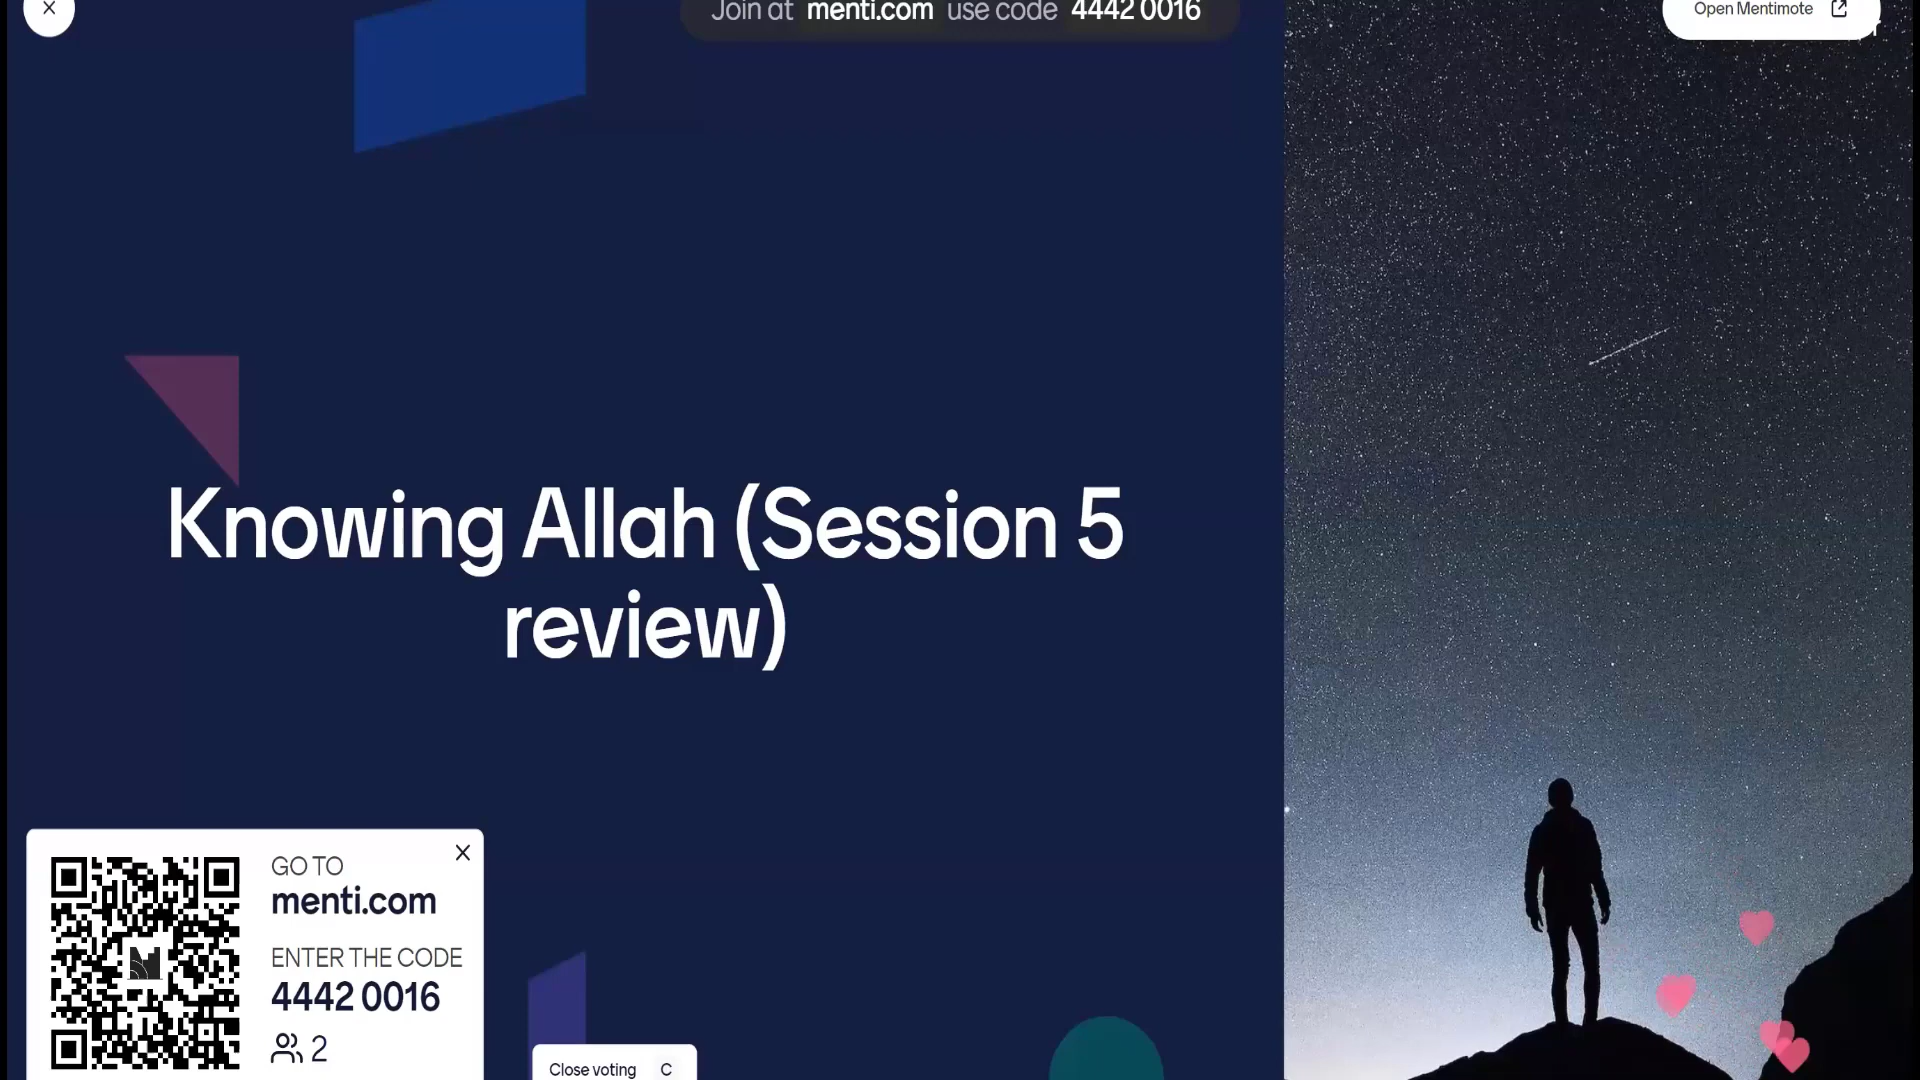 Join at menti.com use code 4442 0016
Open Mentimote
Knowing Allah (Session 5
review)
GO TO
menti.com
ENTER THE CODE
4442 0016
2
Close voting C